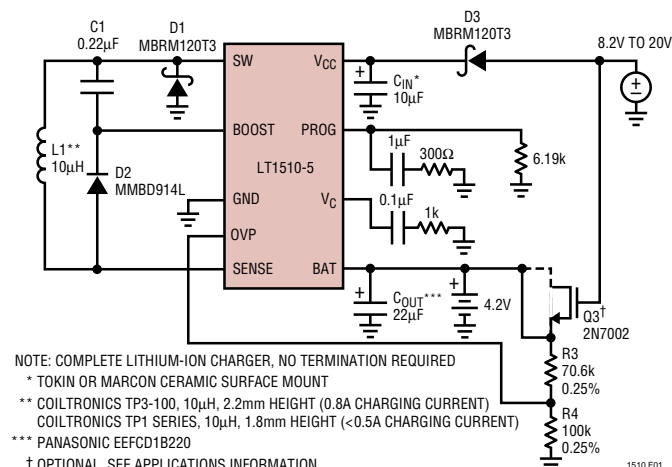 C1
0.22µF
D1
MBRM120T3
D3
MBRM120T3
8.2V TO 20V
SW
VCC
CIN*
10µF
+
BOOST
PROG
1µF
300Ω
6.19k
L1**
10µH
D2
MMBD914L
LT1510-5
GND
VC
0.1µF
1k
OVP
SENSE
BAT
+
COUT***
22µF
+
4.2V
Q3†
2N7002
R3
70.6k
0.25%
R4
100k
0.25%
NOTE: COMPLETE LITHIUM-ION CHARGER, NO TERMINATION REQUIRED
* TOKIN OR MARCON CERAMIC SURFACE MOUNT
** COILTRONICS TP3-100, 10µH, 2.2mm HEIGHT (0.8A CHARGING CURRENT)
COILTRONICS TP1 SERIES, 10µH, 1.8mm HEIGHT (<0.5A CHARGING CURRENT)
*** PANASONIC EEFCD1B220
† OPTIONAL, SEE APPLICATIONS INFORMATION
1510 F01